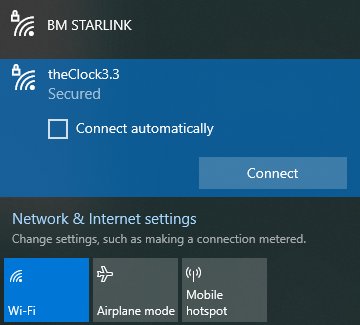 BM STARLINK
theClock3.3
Secured
Connect automatically
Connect
Network & Internet settings
Change settings, such as making a connection metered.
Wi-Fi
Airplane mode
Mobile
hotspot